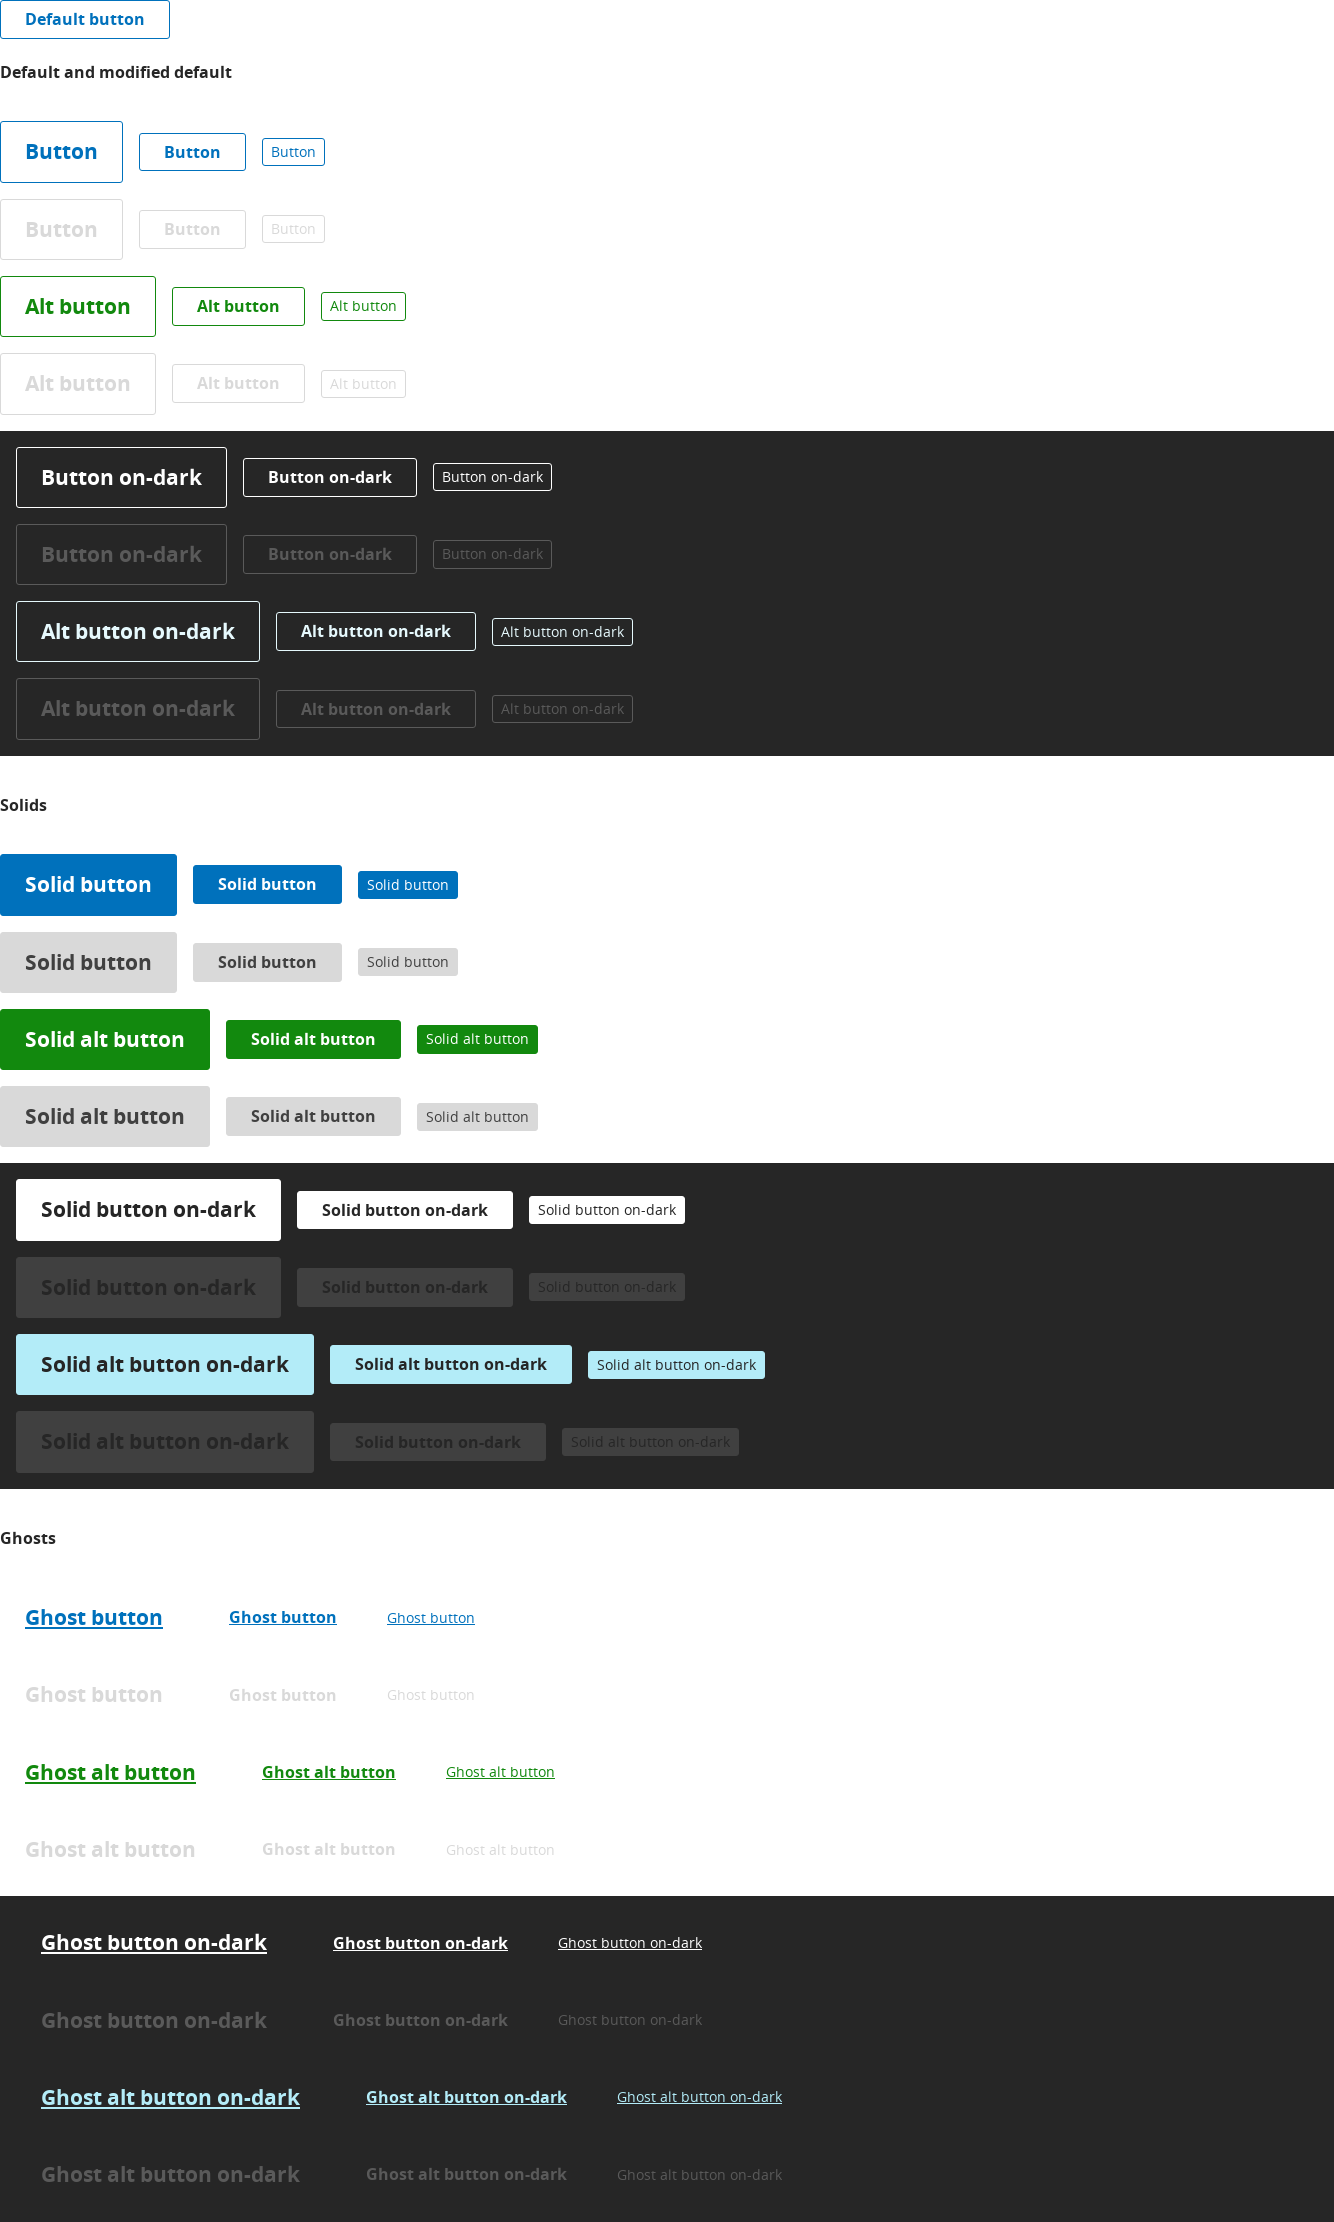 Default button
Default and modified default
Button Button Button
Button Button Button
Alt button Alt button Alt button
Alt button Alt button Alt button
Button on-dark Button on-dark Button on-dark
Button on-dark Button on-dark Button on-dark
Alt button on-dark Alt button on-dark Alt button on-dark
Alt button on-dark Alt button on-dark Alt button on-dark
Solids
Solid button Solid button Solid button
Solid button Solid button Solid button
Solid alt button Solid alt button Solid alt button
Solid alt button Solid alt button Solid alt button
Solid button on-dark Solid button on-dark Solid button on-dark
Solid button on-dark Solid button on-dark Solid button on-dark
Solid alt button on-dark Solid alt button on-dark Solid alt button on-dark
Solid alt button on-dark Solid button on-dark Solid alt button on-dark
Ghosts
Ghost button Ghost button Ghost button
Ghost button Ghost button Ghost button
Ghost alt button Ghost alt button Ghost alt button
Ghost alt button Ghost alt button Ghost alt button
Ghost button on-dark Ghost button on-dark Ghost button on-dark
Ghost button on-dark Ghost button on-dark Ghost button on-dark
Ghost alt button on-dark Ghost alt button on-dark Ghost alt button on-dark
Ghost alt button on-dark Ghost alt button on-dark Ghost alt button on-dark